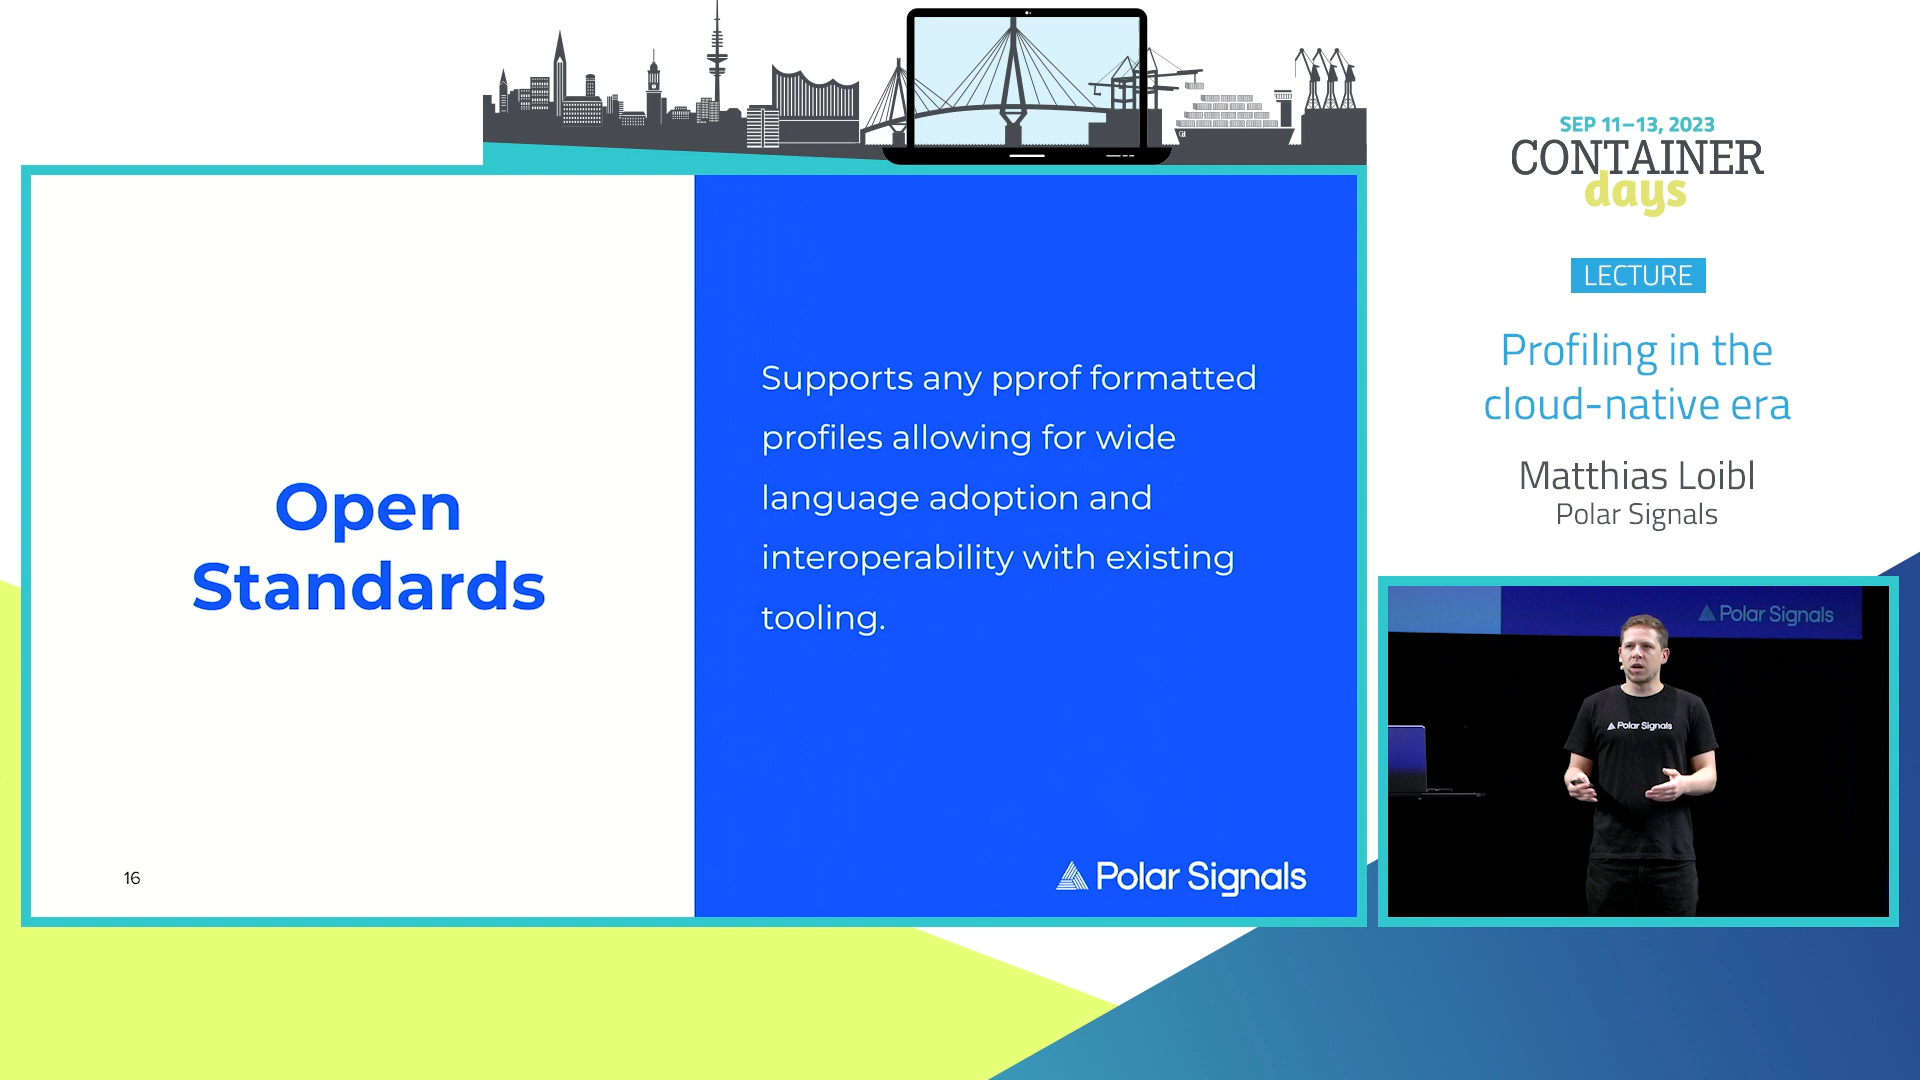 SEP 11–13, 2023
CONTAINER
days
LECTURE
Profiling in the
cloud-native era
Matthias Loibl
Polar Signals
Open
Standards
16
Supports any pprof formatted
profiles allowing for wide
language adoption and
interoperability with existing
tooling.
Polar Signals
Polar Signals
Polar Signals